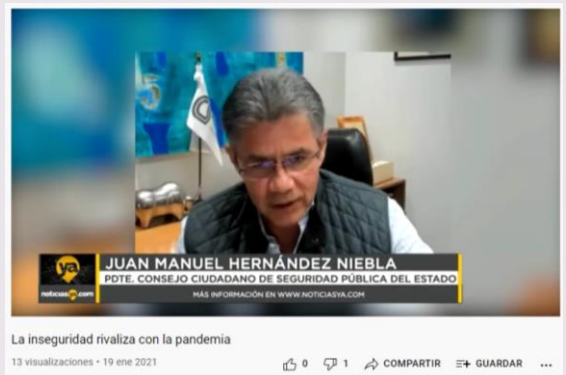 JUAN MANUEL HERNÁNDEZ NIEBLA
PDTE. CONSEJO CIUDADANO DE SEGURIDAD PÚBLICA DEL ESTADO
MÁS INFORMACIÓN EN WWW.NOTICIASYA.COM
ya
noticiasya.com
La inseguridad rivaliza con la pandemia
13 visualizaciones • 19 ene 2021
0
1
COMPARTIR
GUARDAR
...